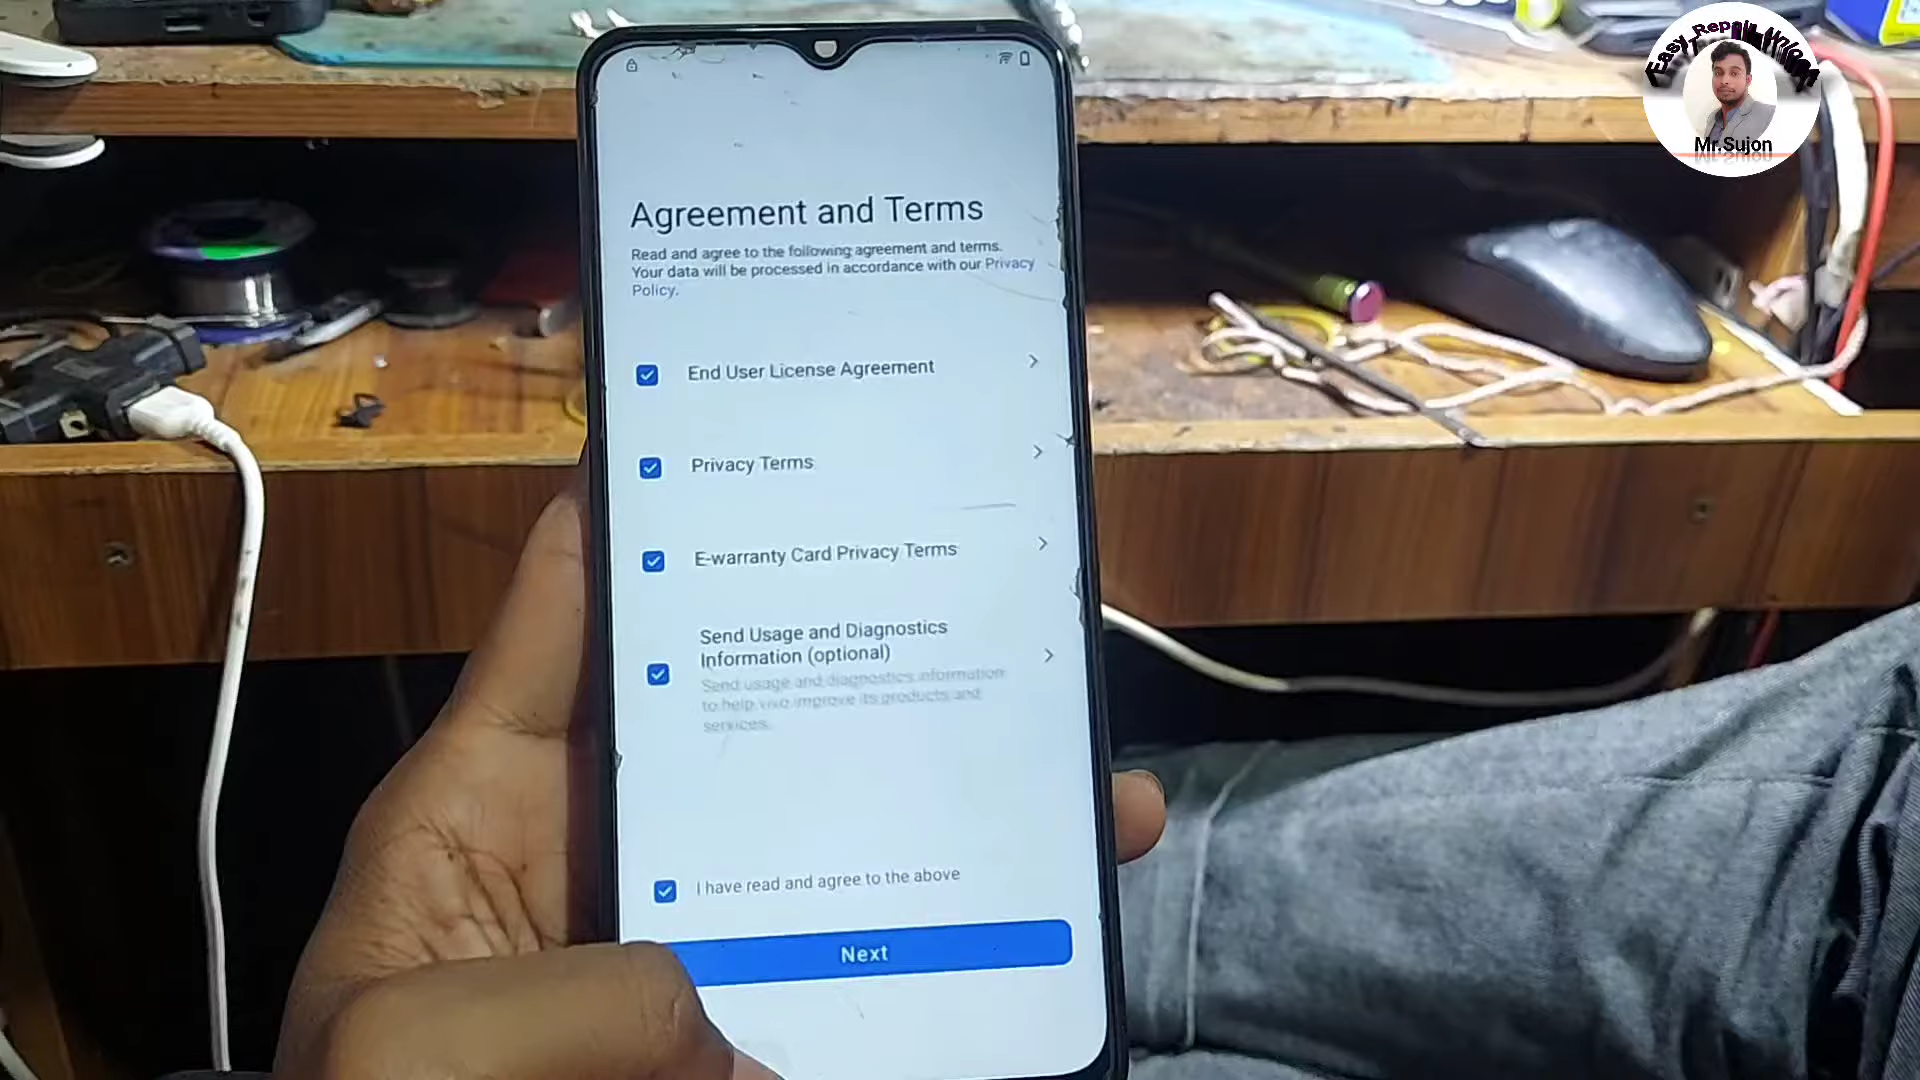 Easy Repair Union
Mr.Sujon
Agreement and Terms
Read and agree to the following agreement and terms.
Your data will be processed in accordance with our Privacy
Policy.
End User License Agreement
Privacy Terms
E-warranty Card Privacy Terms
Send Usage and Diagnostics
Information (optional)
Send usage and diagnostics information
to help vivo improve its products and
services.
I have read and agree to the above
Next